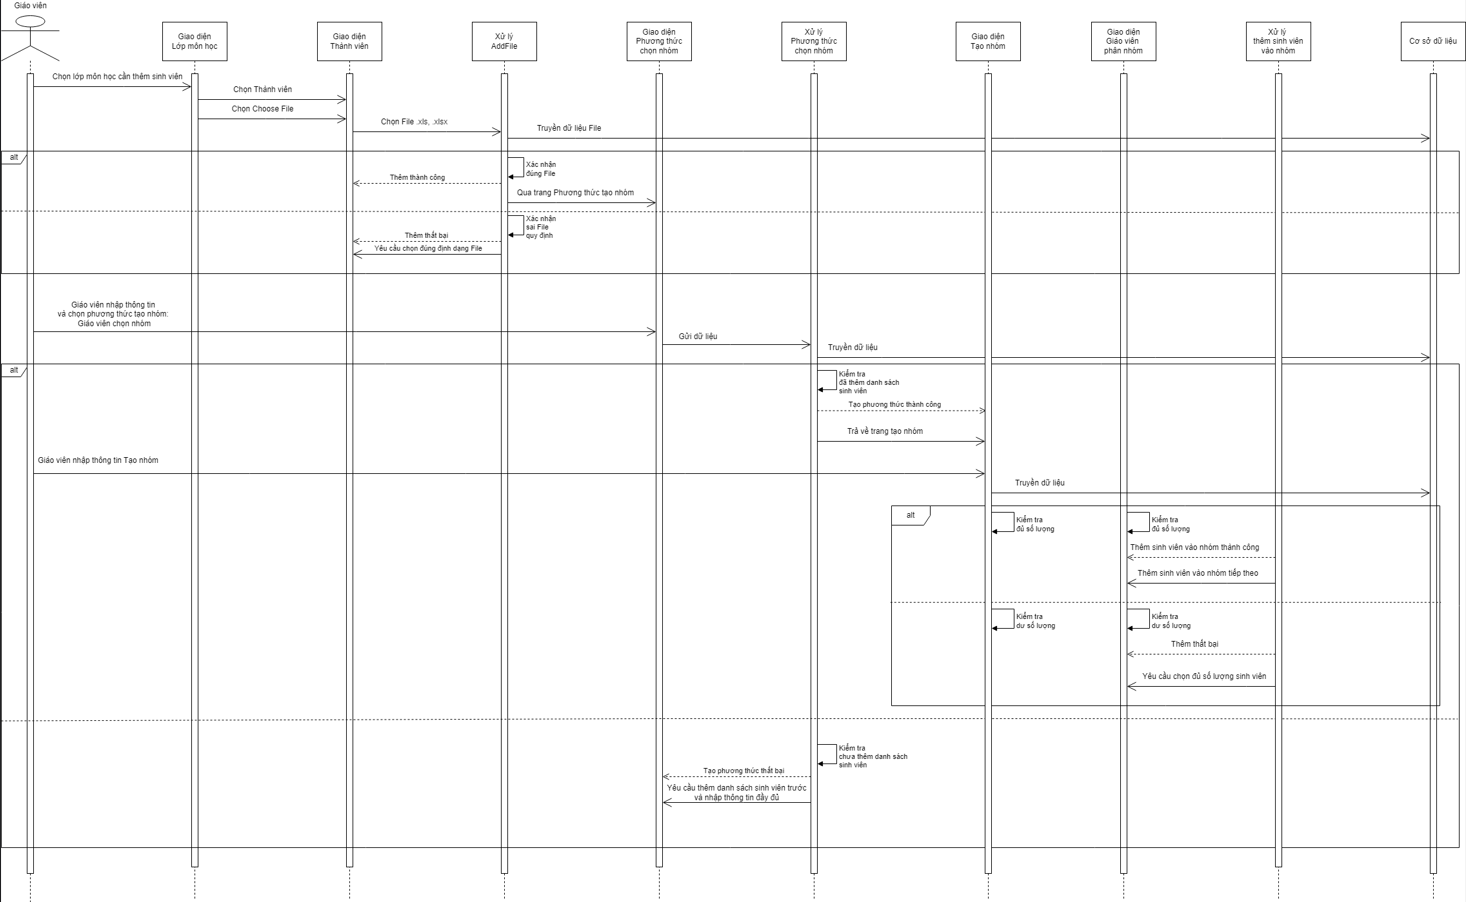 Giáo viên
Giao diện
Lớp môn học
Giao diện
Thành viên
Xử lý
AddFile
Giao diện
Phương thức
chọn nhóm
Xử lý
Phương thức
chọn nhóm
Giao diện
Tạo nhóm
Giao diện
Giáo viên
phân nhóm
Xử lý
thêm sinh viên
vào nhóm
Cơ sở dữ liệu
Chọn lớp môn học cần thêm sinh viên
Chọn Thành viên
Chọn Choose File
Chọn File .xls, .xlsx
Truyền dữ liệu File
alt
Xác nhận
đúng File
Thêm thành công
Qua trang Phương thức tạo nhóm
Xác nhận
sai File
quy định
Thêm thất bại
Yêu cầu chọn đúng định dạng File
Giáo viên nhập thông tin
và chọn phương thức tạo nhóm:
Giáo viên chọn nhóm
Gửi dữ liệu
Truyền dữ liệu
alt
Kiểm tra
đã thêm danh sách
sinh viên
Tạo phương thức thành công
Trả về trang tạo nhóm
Giáo viên nhập thông tin Tạo nhóm
Truyền dữ liệu
alt
Kiểm tra
đủ số lượng
Kiểm tra
đủ số lượng
Thêm sinh viên vào nhóm thành công
Thêm sinh viên vào nhóm tiếp theo
Kiểm tra
dư số lượng
Kiểm tra
dư số lượng
Thêm thất bại
Yêu cầu chọn đủ số lượng sinh viên
Kiểm tra
chưa thêm danh sách
sinh viên
Tạo phương thức thất bại
Yêu cầu thêm danh sách sinh viên trước
và nhập thông tin đầy đủ